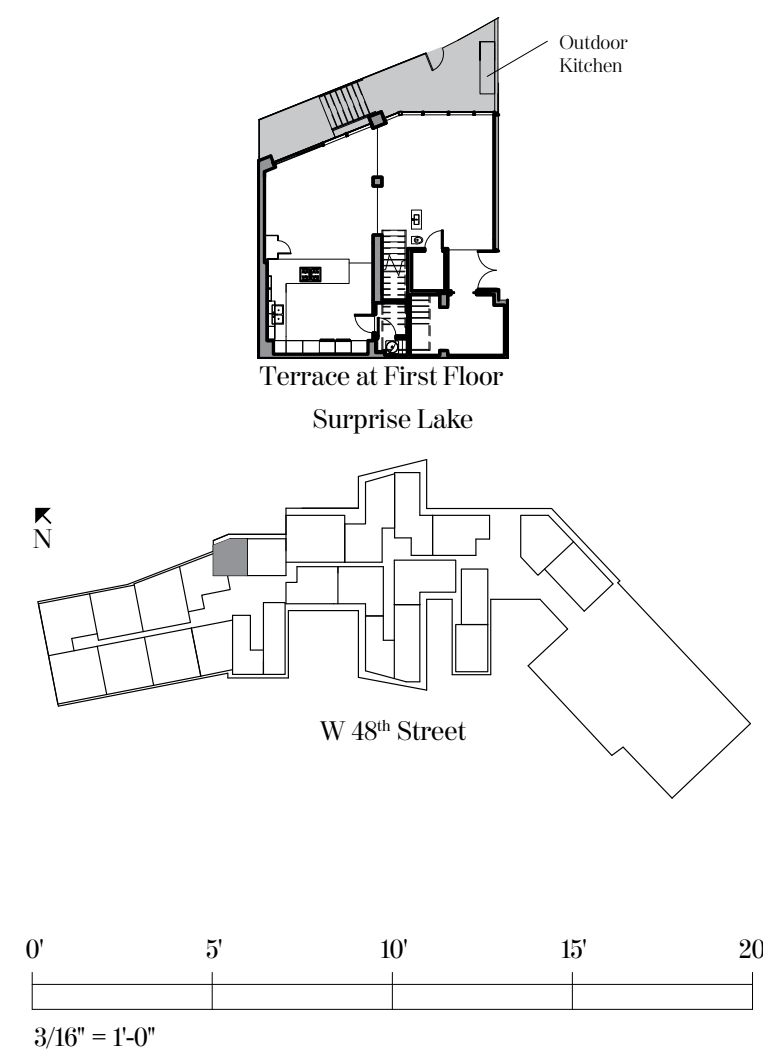 Outdoor
Kitchen
Terrace at First Floor
Surprise Lake
N
W 48th Street
0' 5' 10' 15' 20
3/16" = 1'-0"